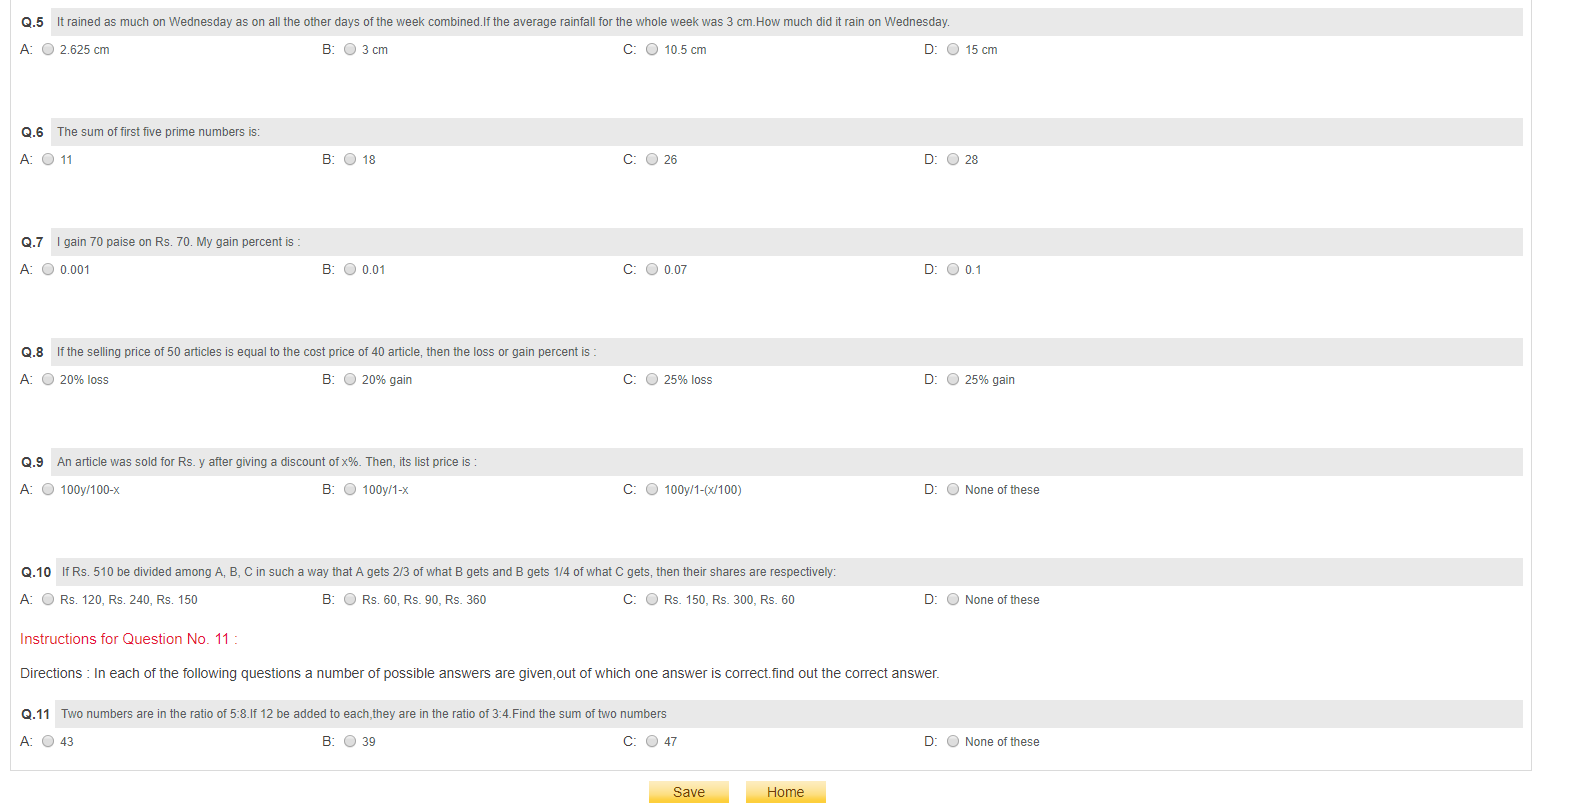 Q.5 It rained as much on Wednesday as on all the other days of the week combined.If the average rainfall for the whole week was 3 cm.How much did it rain on Wednesday.
A: 2.625 cm B: 3 cm C: 10.5 cm D: 15 cm
Q.6 The sum of first five prime numbers is:
A: 11 B: 18 C: 26 D: 28
Q.7 I gain 70 paise on Rs. 70. My gain percent is :
A: 0.001 B: 0.01 C: 0.07 D: 0.1
Q.8 If the selling price of 50 articles is equal to the cost price of 40 article, then the loss or gain percent is :
A: 20% loss B: 20% gain C: 25% loss D: 25% gain
Q.9 An article was sold for Rs. y after giving a discount of x%. Then, its list price is :
A: 100y/100-x B: 100y/1-x C: 100y/1-(x/100) D: None of these
Q.10 If Rs. 510 be divided among A, B, C in such a way that A gets 2/3 of what B gets and B gets 1/4 of what C gets, then their shares are respectively:
A: Rs. 120, Rs. 240, Rs. 150 B: Rs. 60, Rs. 90, Rs. 360 C: Rs. 150, Rs. 300, Rs. 60 D: None of these
Instructions for Question No. 11 :
Directions : In each of the following questions a number of possible answers are given,out of which one answer is correct.find out the correct answer.
Q.11 Two numbers are in the ratio of 5:8.If 12 be added to each,they are in the ratio of 3:4.Find the sum of two numbers
A: 43 B: 39 C: 47 D: None of these
Save Home